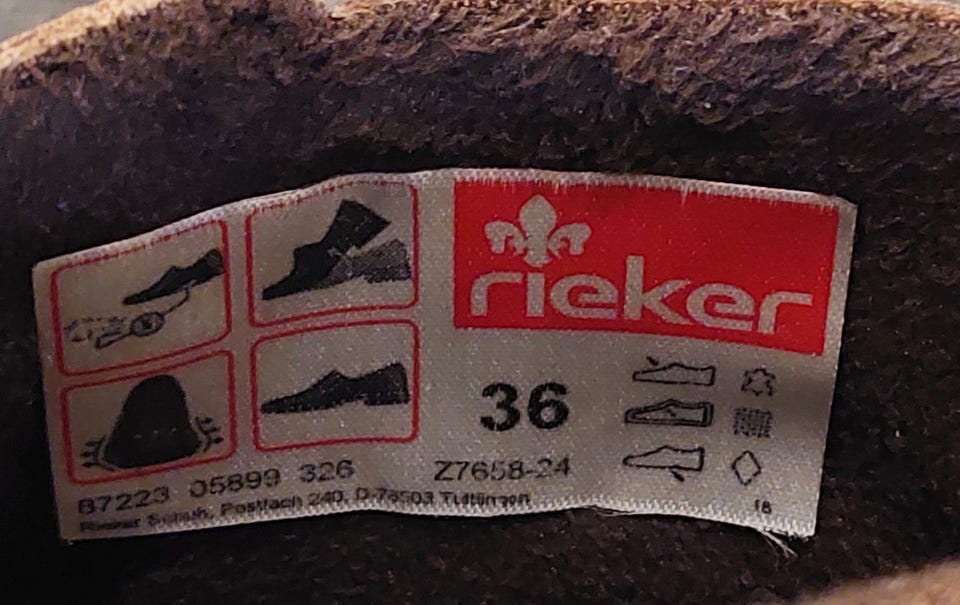 rieker
36
Z7658-24
87223 05899 326
Rieker Schuh, Postfach 240, D-78503 Tuttlingen
18